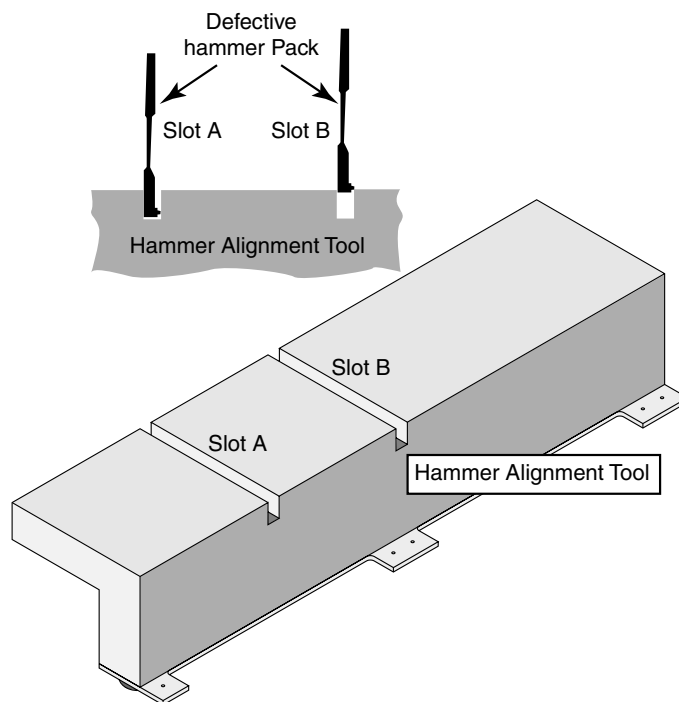 Defective
hammer Pack
Slot A
Slot B
Hammer Alignment Tool
Slot B
Slot A
Hammer Alignment Tool